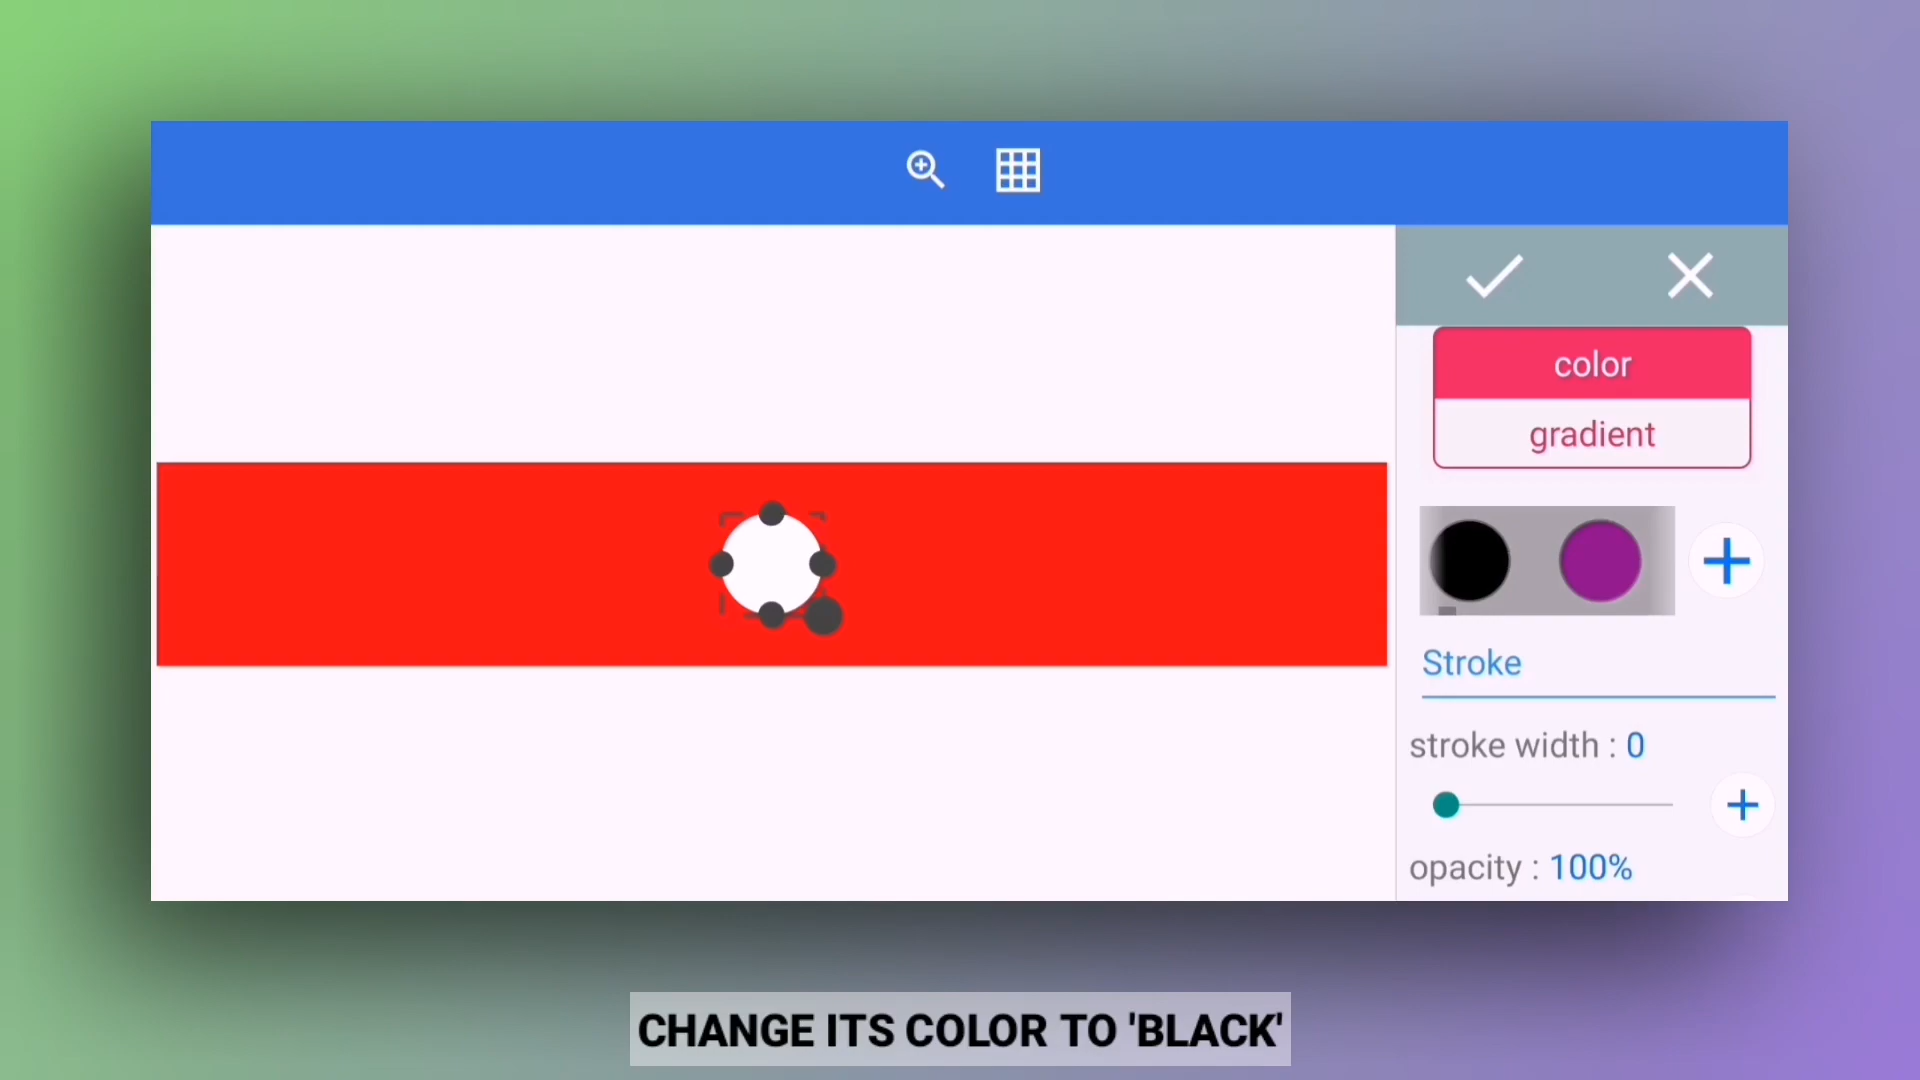 color
gradient
Stroke
stroke width : 0
opacity : 100%
CHANGE ITS COLOR TO 'BLACK'